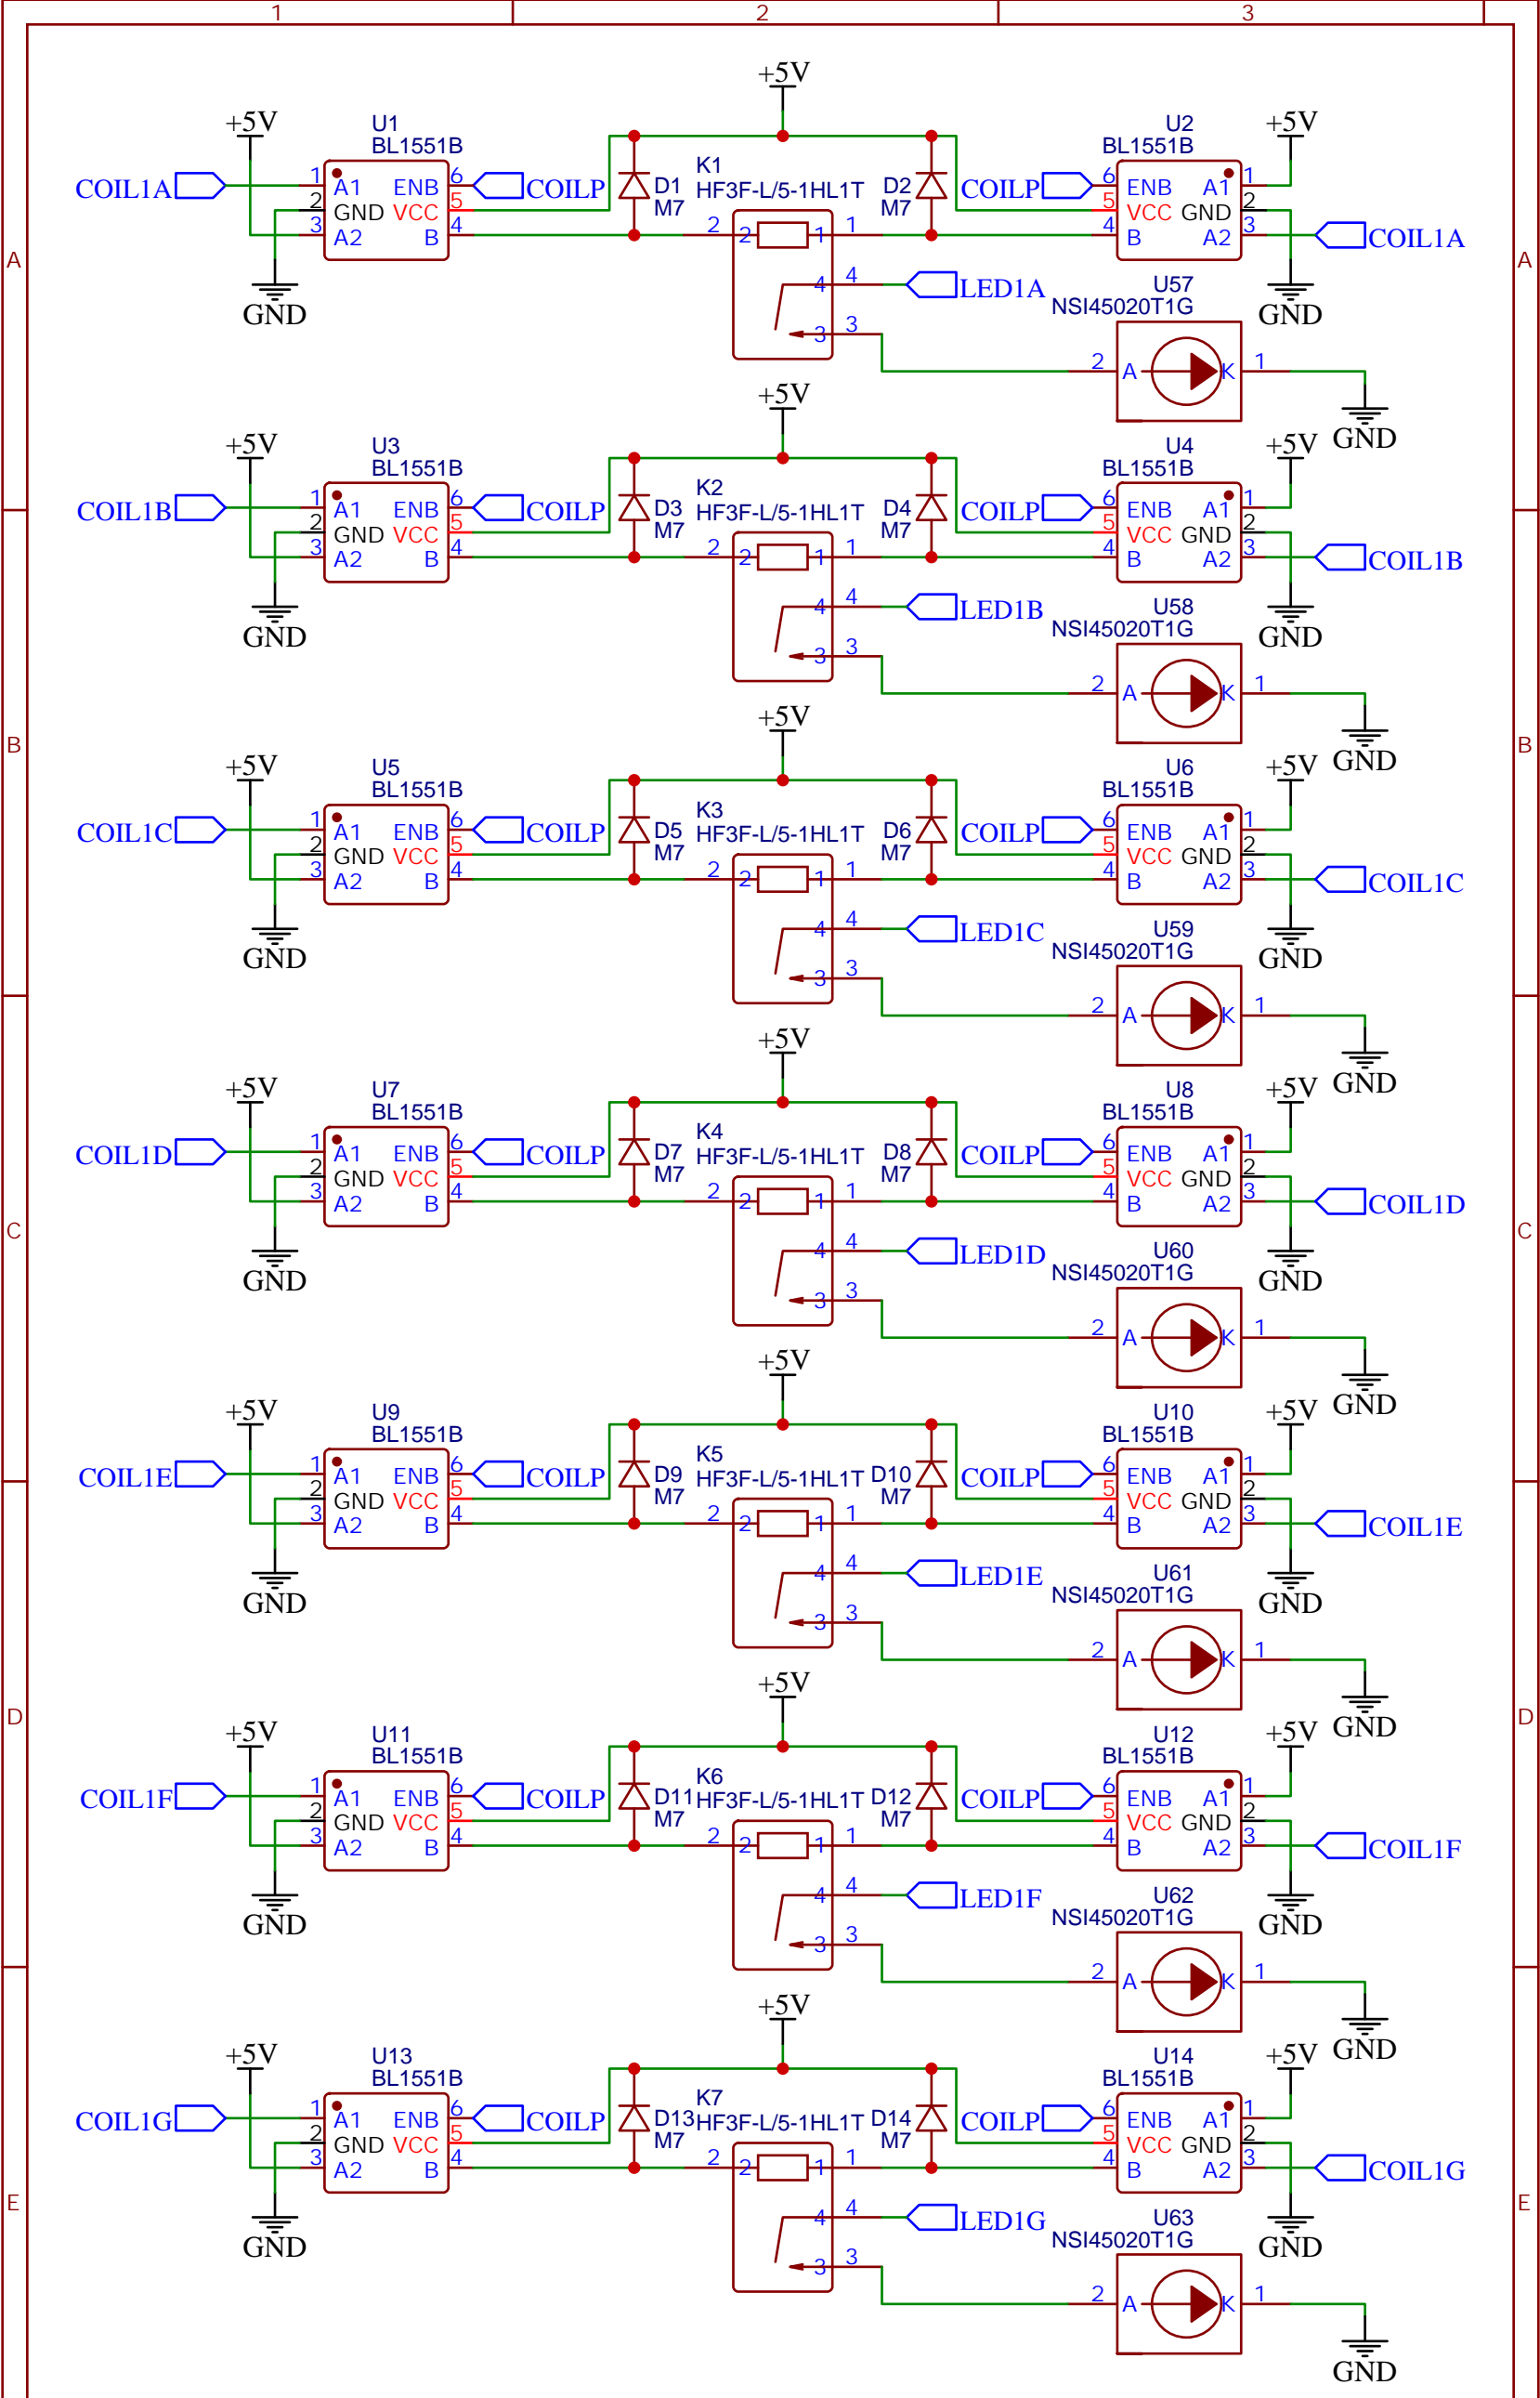 1 2 3
+5V
+5V U1 U2 +5V
BL1551B BL1551B
K1
COIL1A 1 A1 ENB 6 COILP D1 HF3F-L/5-1HL1T D2 COILP 6 ENB A1 1
2 GND VCC 5 M7 M7 5 VCC GND 2
3 A2 B 4 2 2 1 1 4 B A2 3 COIL1A
A A
4 4 LED1A U57
GND NSI45020T1G GND
3 3
2 A K 1
+5V
GND
+5V U3 U4 +5V
BL1551B BL1551B
K2
COIL1B 1 A1 ENB 6 COILP D3 HF3F-L/5-1HL1T D4 COILP 6 ENB A1 1
2 GND VCC 5 M7 M7 5 VCC GND 2
3 A2 B 4 2 2 1 1 4 B A2 3 COIL1B
4 4 LED1B U58
GND NSI45020T1G GND
3 3
2 A K 1
+5V
B B
GND
+5V U5 U6 +5V
BL1551B BL1551B
K3
COIL1C 1 A1 ENB 6 COILP D5 HF3F-L/5-1HL1T D6 COILP 6 ENB A1 1
2 GND VCC 5 M7 M7 5 VCC GND 2
3 A2 B 4 2 2 1 1 4 B A2 3 COIL1C
4 4 LED1C U59
GND NSI45020T1G GND
3 3
2 A K 1
+5V
GND
+5V U7 U8 +5V
BL1551B BL1551B
K4
COIL1D 1 A1 ENB 6 COILP D7 HF3F-L/5-1HL1T D8 COILP 6 ENB A1 1
2 GND VCC 5 M7 M7 5 VCC GND 2
3 A2 B 4 2 2 1 1 4 B A2 3 COIL1D
C C
4 4 LED1D U60
GND NSI45020T1G GND
3 3
2 A K 1
+5V
GND
+5V U9 U10 +5V
BL1551B BL1551B
K5
COIL1E 1 A1 ENB 6 COILP D9 HF3F-L/5-1HL1T D10 COILP 6 ENB A1 1
2 GND VCC 5 M7 M7 5 VCC GND 2
3 A2 B 4 2 2 1 1 4 B A2 3 COIL1E
4 4 LED1E U61
GND NSI45020T1G GND
3 3
2 A K 1
+5V
D D
GND
+5V U11 U12 +5V
BL1551B BL1551B
K6
COIL1F 1 A1 ENB 6 COILP D11 HF3F-L/5-1HL1T D12 COILP 6 ENB A1 1
2 GND VCC 5 M7 M7 5 VCC GND 2
3 A2 B 4 2 2 1 1 4 B A2 3 COIL1F
4 4 LED1F U62
GND NSI45020T1G GND
3 3
2 A K 1
+5V
GND
+5V U13 U14 +5V
BL1551B BL1551B
K7
COIL1G 1 A1 ENB 6 COILP D13 HF3F-L/5-1HL1T D14 COILP 6 ENB A1 1
2 GND VCC 5 M7 M7 5 VCC GND 2
3 A2 B 4 2 2 1 1 4 B A2 3 COIL1G
E E
4 4 LED1G U63
GND NSI45020T1G GND
3 3
2 A K 1
GND